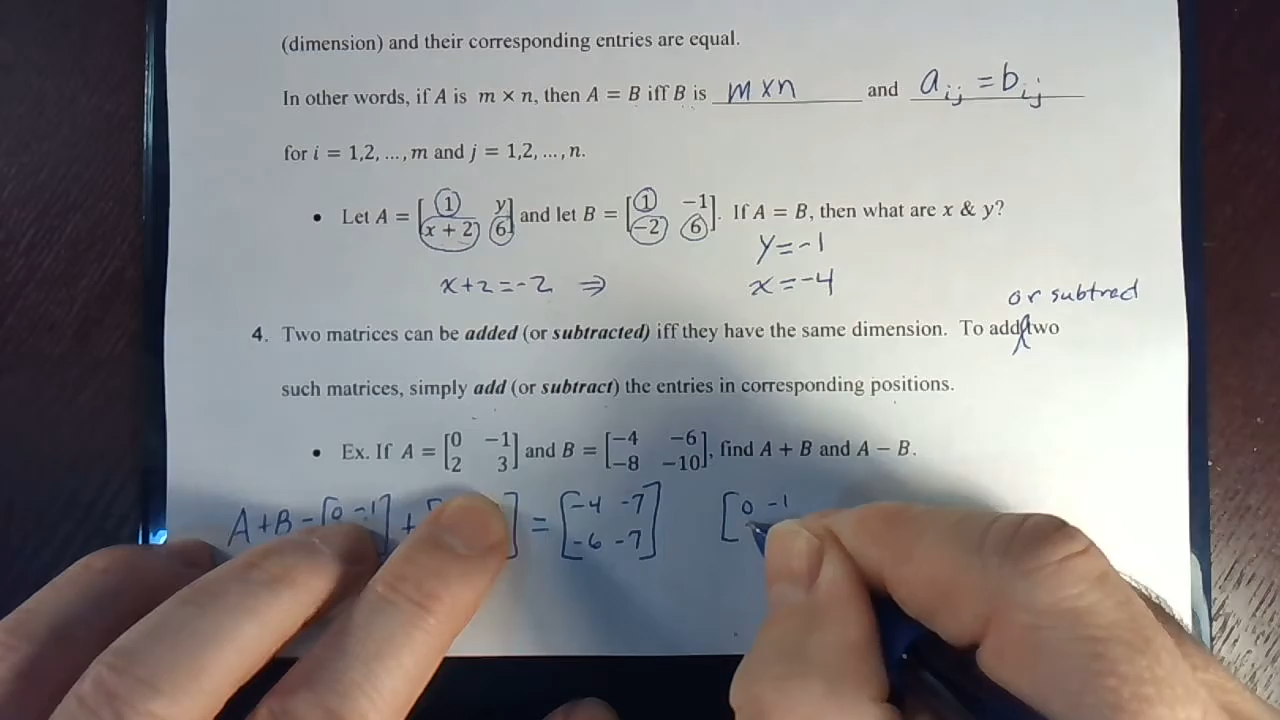 (dimension) and their corresponding entries are equal.
In other words, if A is m × n, then A = B iff B is m×n and a_ij = b_ij
for i = 1,2, ..., m and j = 1,2, ..., n.
• Let A = [1 y; x + 2 6] and let B = [1 −1; −2 6]. If A = B, then what are x & y?
y=-1
x+2=-2 ⇒ x=-4
or subtract
4. Two matrices can be added (or subtracted) iff they have the same dimension. To add two
such matrices, simply add (or subtract) the entries in corresponding positions.
• Ex. If A = [0 −1; 2 3] and B = [−4 −6; −8 −10], find A + B and A − B.
A+B = [0 -1] + [ ] = [-4 -7; -6 -7] [0 -1